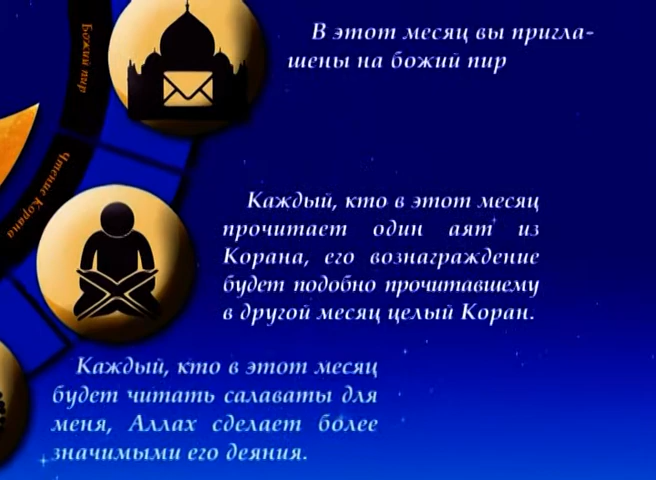 Божий пир
В этот месяц вы пригла-
шены на божий пир
Чтение Корана
Каждый, кто в этот месяц
прочитает один аят из
Корана, его вознаграждение
будет подобно прочитавшему
в другой месяц целый Коран.
Каждый, кто в этот месяц
будет читать салаваты для
меня, Аллах сделает более
значимыми его деяния.